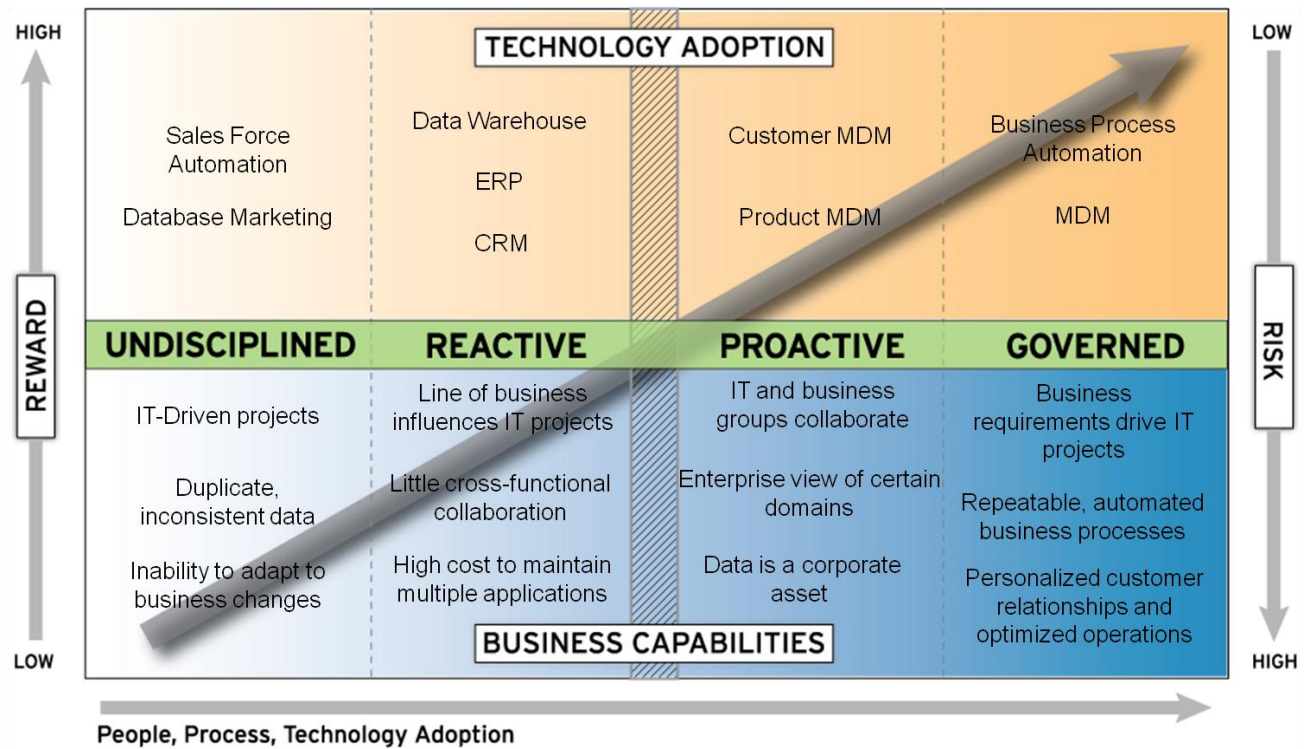 HIGH
LOW
TECHNOLOGY ADOPTION
Sales Force
Automation
Database Marketing
Data Warehouse
ERP
CRM
Customer MDM
Product MDM
Business Process
Automation
MDM
REWARD
RISK
UNDISCIPLINED
REACTIVE
PROACTIVE
GOVERNED
IT-Driven projects
Duplicate,
inconsistent data
Inability to adapt to
business changes
Line of business
influences IT projects
Little cross-functional
collaboration
High cost to maintain
multiple applications
IT and business
groups collaborate
Enterprise view of certain
domains
Data is a corporate
asset
Business
requirements drive IT
projects
Repeatable, automated
business processes
Personalized customer
relationships and
optimized operations
BUSINESS CAPABILITIES
LOW
HIGH
People, Process, Technology Adoption